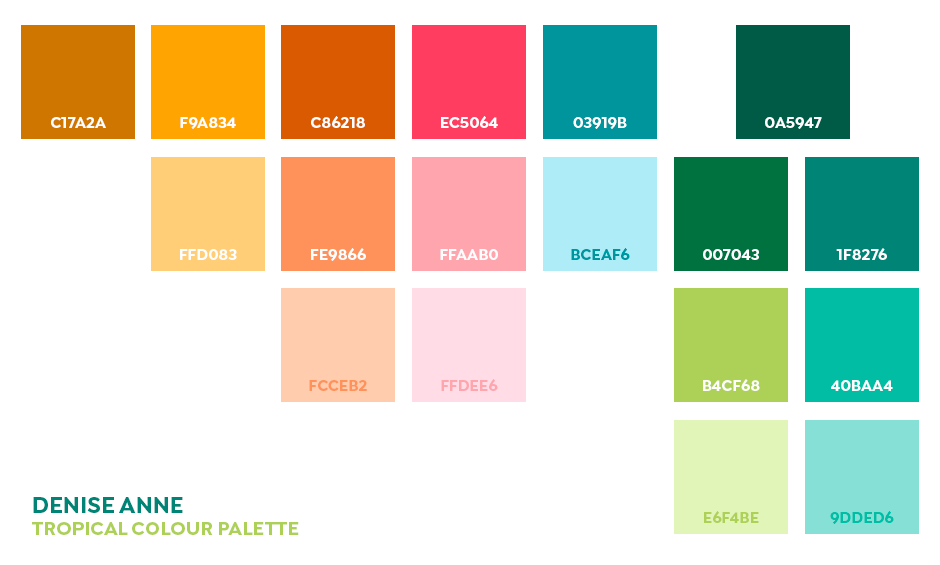 C17A2A F9A834 C86218 EC5064 03919B 0A5947
FFD083 FE9866 FFAAB0 BCEAF6 007043 1F8276
FCCEB2 FFDEE6 B4CF68 40BAA4
E6F4BE 9DDED6
DENISE ANNE
TROPICAL COLOUR PALETTE